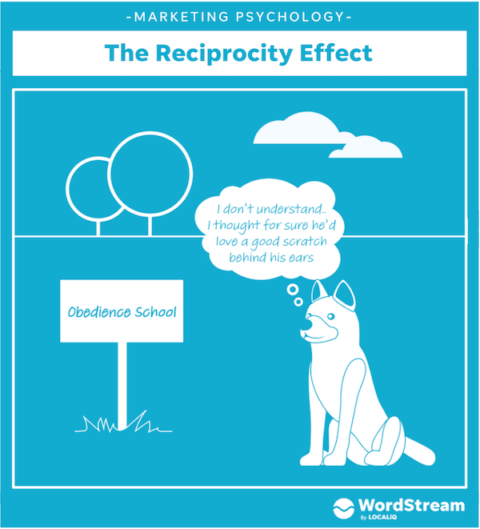 -MARKETING PSYCHOLOGY-
The Reciprocity Effect
I don't understand..
I thought for sure he'd
love a good scratch
behind his ears
Obedience School
WordStream
by LOCALiQ